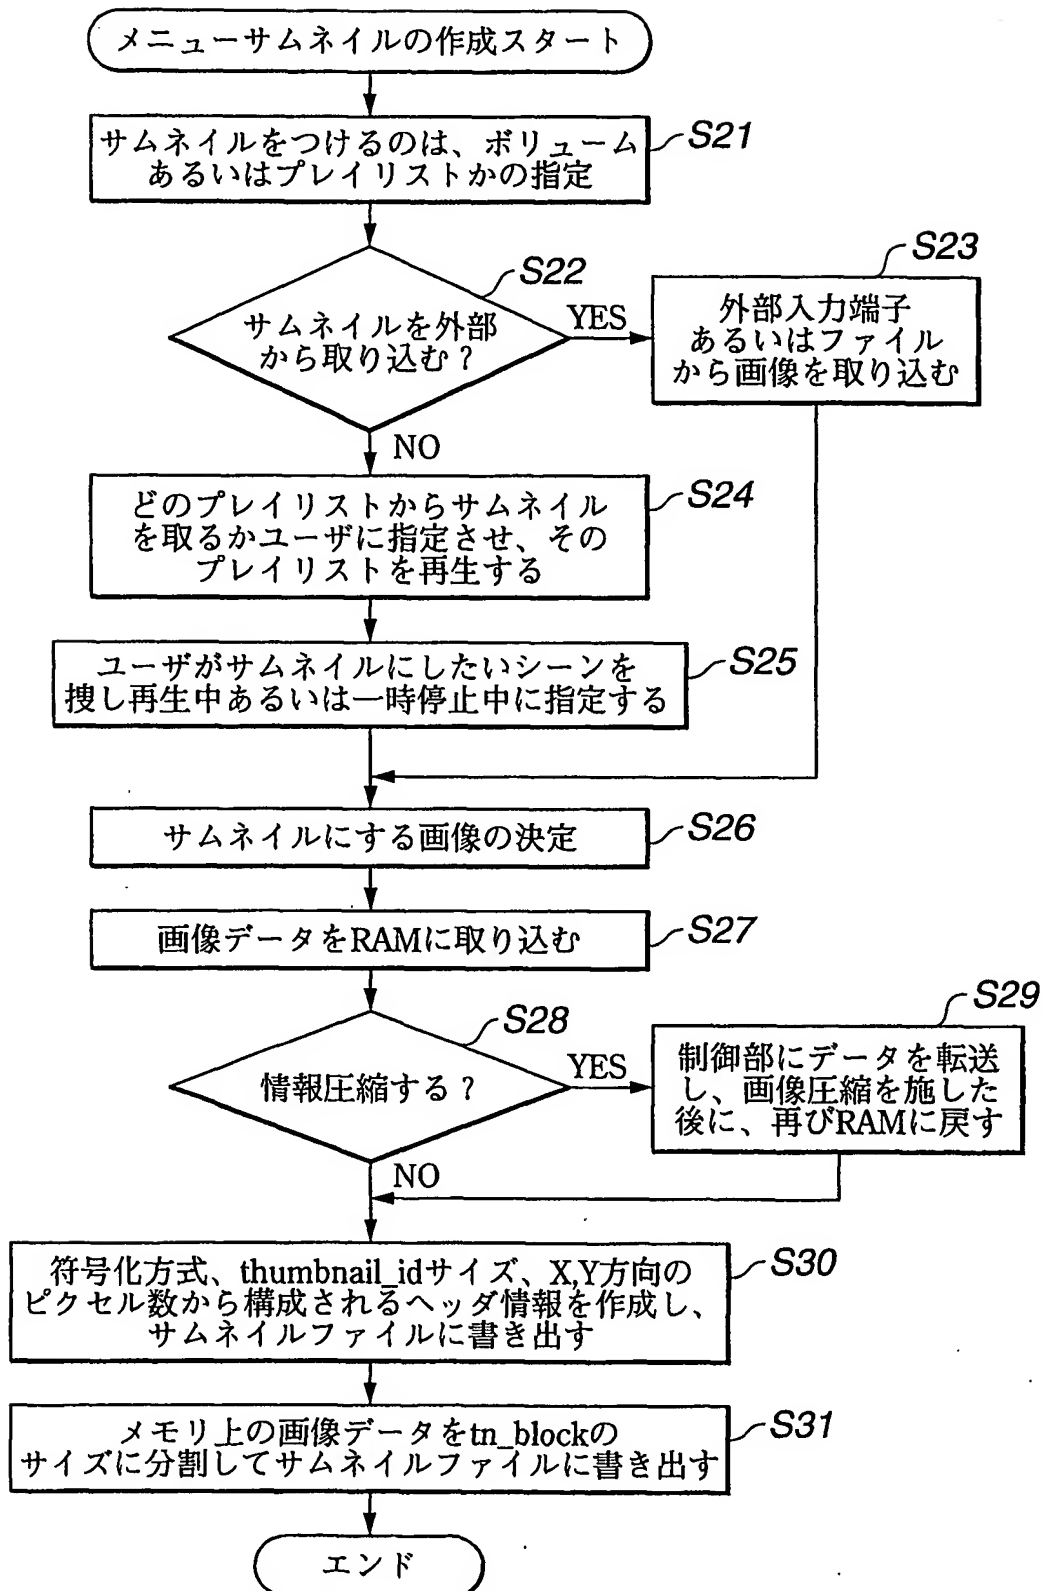 メニューサムネイルの作成スタート
サムネイルをつけるのは、ボリューム
あるいはプレイリストかの指定
S21
S22
サムネイルを外部
から取り込む？
YES
S23
外部入力端子
あるいはファイル
から画像を取り込む
NO
どのプレイリストからサムネイル
を取るかユーザに指定させ、その
プレイリストを再生する
S24
ユーザがサムネイルにしたいシーンを
捜し再生中あるいは一時停止中に指定する
S25
サムネイルにする画像の決定
S26
画像データをRAMに取り込む
S27
S28
情報圧縮する？
YES
S29
制御部にデータを転送
し、画像圧縮を施した
後に、再びRAMに戻す
NO
符号化方式、thumbnail_idサイズ、X,Y方向の
ピクセル数から構成されるヘッダ情報を作成し、
サムネイルファイルに書き出す
S30
メモリ上の画像データをtn_blockの
サイズに分割してサムネイルファイルに書き出す
S31
エンド